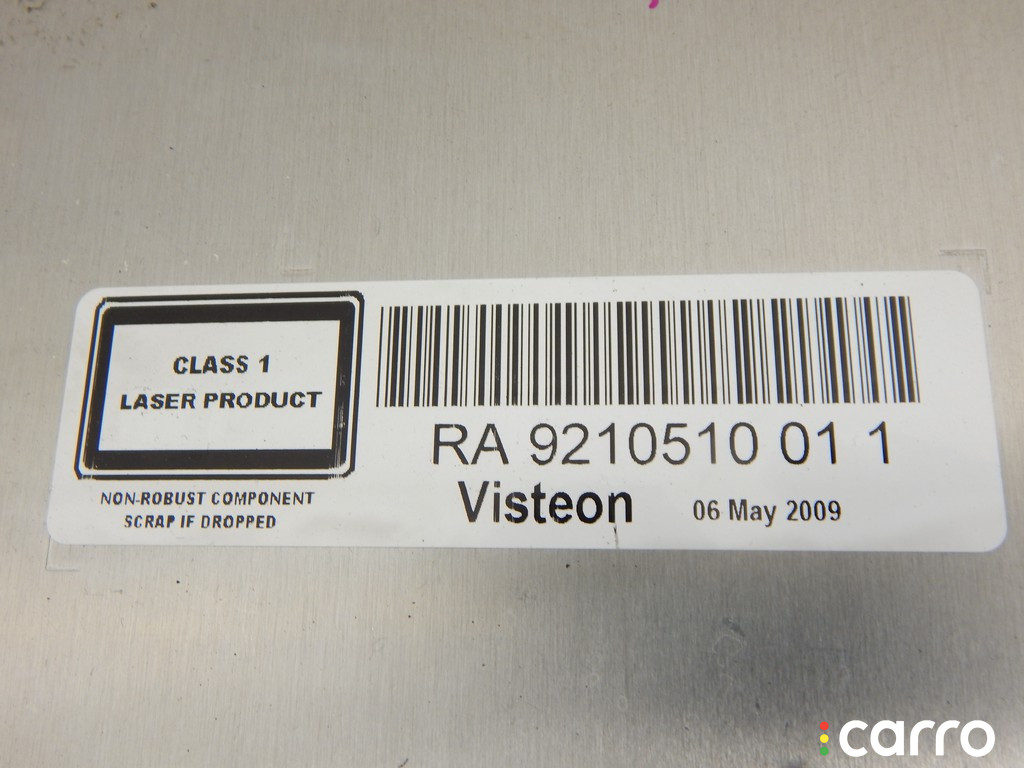 CLASS 1
LASER PRODUCT
NON-ROBUST COMPONENT
SCRAP IF DROPPED
RA 9210510 01 1
Visteon 06 May 2009
carro